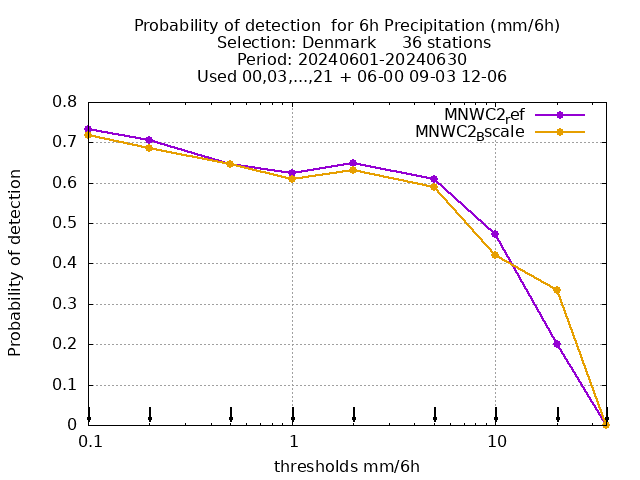 Probability of detection  for 6h Precipitation (mm/6h)
Selection: Denmark     36 stations
Period: 20240601-20240630
Used 00,03,...,21 + 06-00 09-03 12-06
MNWC2ref
MNWC2Bscale
0.8
0.7
0.6
0.5
0.4
0.3
0.2
0.1
0
0.1 1 10
Probability of detection
thresholds mm/6h